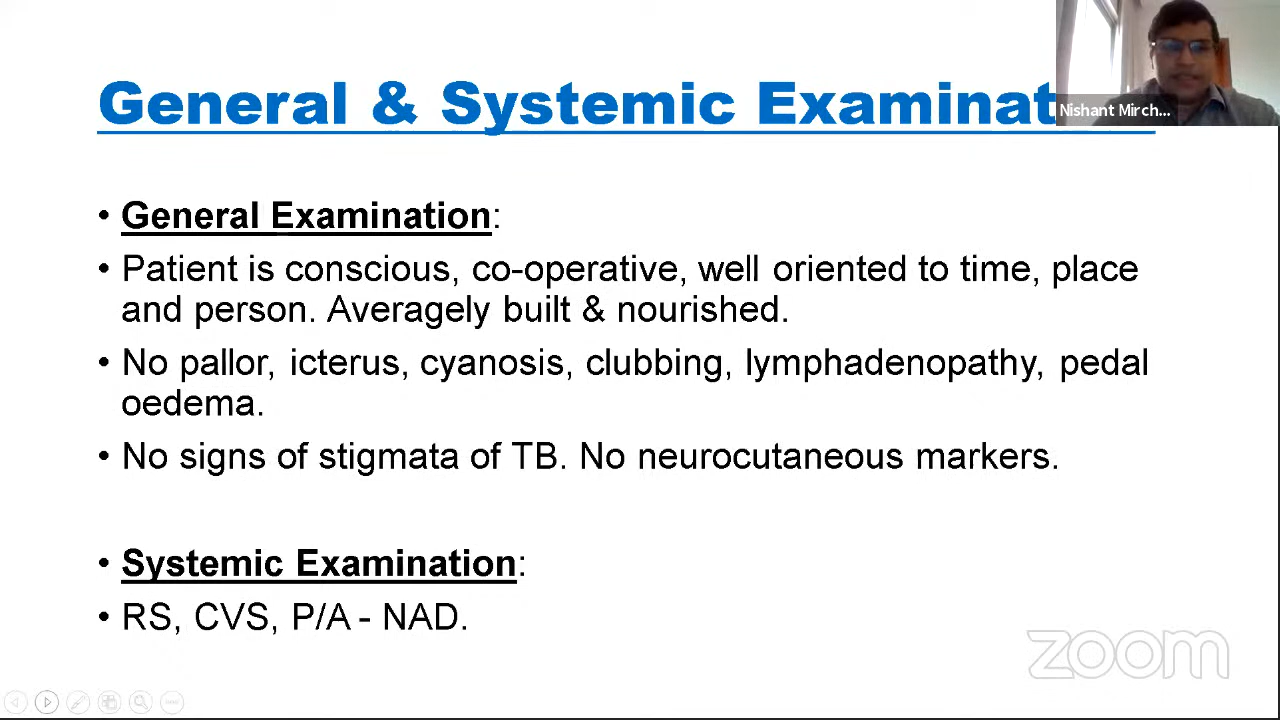 General & Systemic Examinat
Nishant Mirch...
• General Examination:
• Patient is conscious, co-operative, well oriented to time, place
and person. Averagely built & nourished.
• No pallor, icterus, cyanosis, clubbing, lymphadenopathy, pedal
oedema.
• No signs of stigmata of TB. No neurocutaneous markers.
• Systemic Examination:
• RS, CVS, P/A - NAD.
zoom